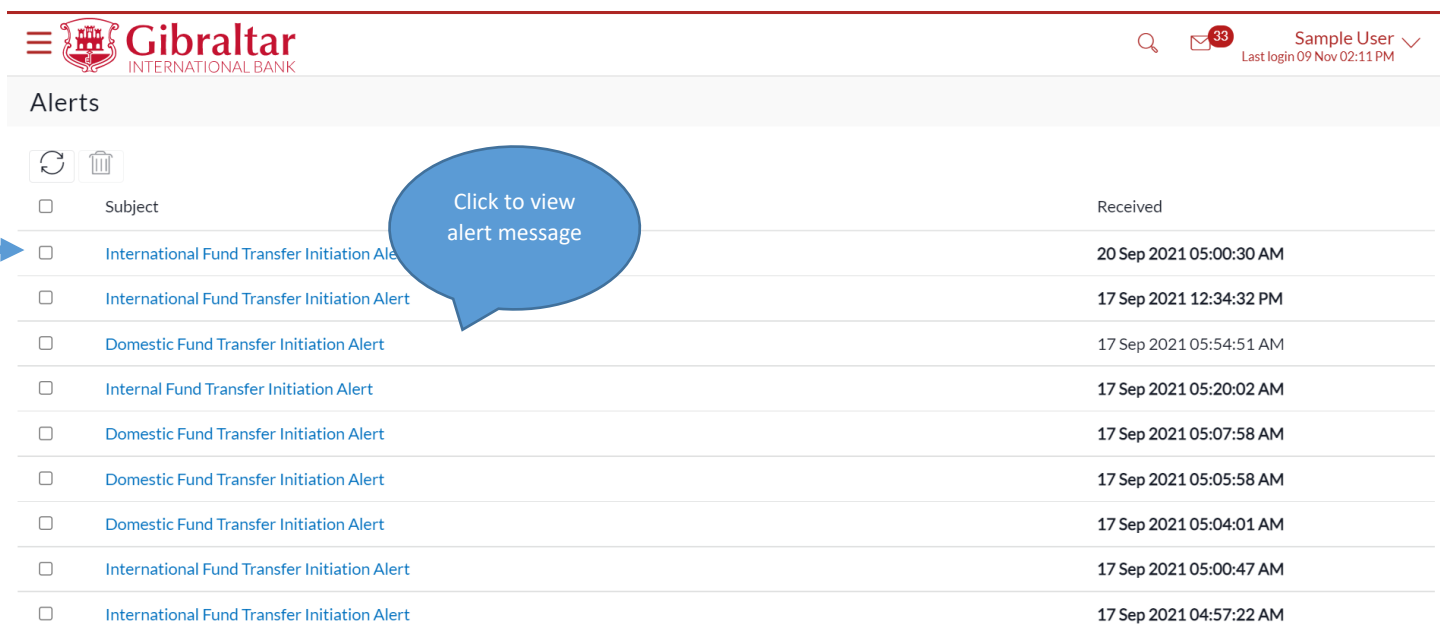 Gibraltar
INTERNATIONAL BANK
33
Sample User
Last login 09 Nov 02:11 PM
Alerts
Click to view
alert message
Subject Received
International Fund Transfer Initiation 20 Sep 2021 05:00:30 AM
International Fund Transfer Initiation Alert 17 Sep 2021 12:34:32 PM
Domestic Fund Transfer Initiation Alert 17 Sep 2021 05:54:51 AM
Internal Fund Transfer Initiation Alert 17 Sep 2021 05:20:02 AM
Domestic Fund Transfer Initiation Alert 17 Sep 2021 05:07:58 AM
Domestic Fund Transfer Initiation Alert 17 Sep 2021 05:05:58 AM
Domestic Fund Transfer Initiation Alert 17 Sep 2021 05:04:01 AM
International Fund Transfer Initiation Alert 17 Sep 2021 05:00:47 AM
International Fund Transfer Initiation Alert 17 Sep 2021 04:57:22 AM